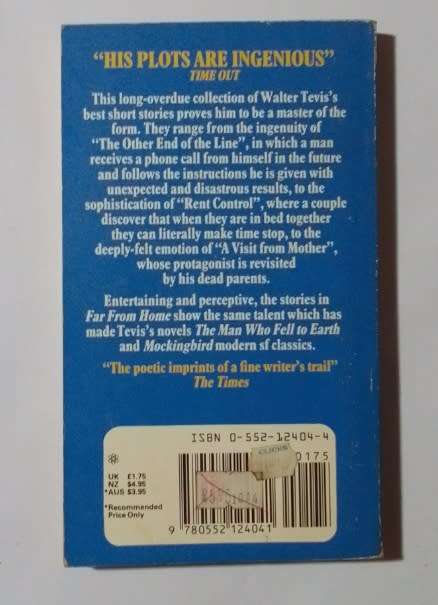 “HIS PLOTS ARE INGENIOUS”
TIME OUT
This long-overdue collection of Walter Tevis’s
best short stories proves him to be a master of the
form. They range from the ingenuity of
“The Other End of the Line”, in which a man
receives a phone call from himself in the future
and follows the instructions he is given with
unexpected and disastrous results, to the
sophistication of “Rent Control”, where a couple
discover that when they are in bed together
they can literally make time stop, to the
deeply-felt emotion of “A Visit from Mother”,
whose protagonist is revisited
by his dead parents.
Entertaining and perceptive, the stories in
Far From Home show the same talent which has
made Tevis’s novels The Man Who Fell to Earth
and Mockingbird modern sf classics.
“The poetic imprints of a fine writer’s trail”
The Times
ISBN 0-552-12404-4
0175
UK £1.75
NZ $4.95
*AUS $3.95
*Recommended
Price Only
9 780552 124041